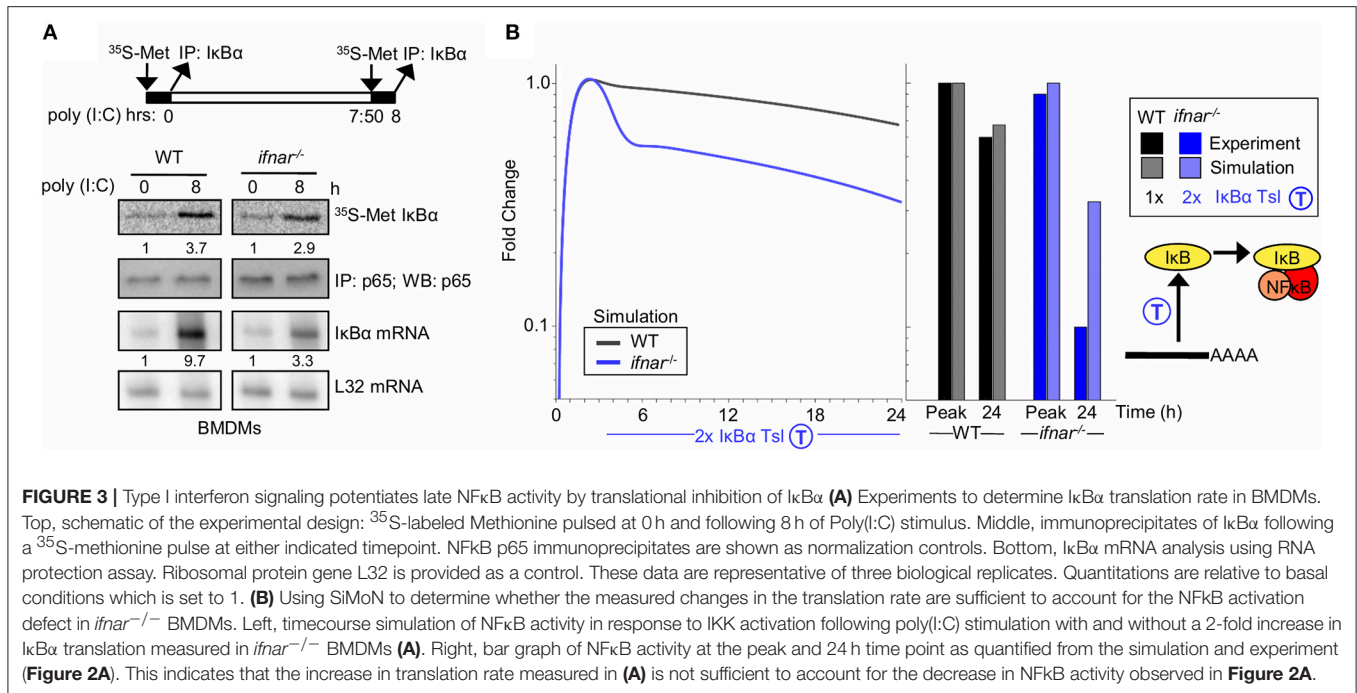 A
³⁵S-Met IP: IκBα
³⁵S-Met IP: IκBα
poly (I:C) hrs: 0
7:50 8
WT
ifnar⁻/⁻
poly (I:C)
0 8
0 8 h
³⁵S-Met IκBα
1 3.7
1 2.9
IP: p65; WB: p65
IκBα mRNA
1 9.7
1 3.3
L32 mRNA
BMDMs
B
Fold Change
1.0
0.1
Simulation
WT
ifnar⁻/⁻
0 6 12 18 24
2x IκBα Tsl T
Peak 24 Peak 24 Time (h)
WT ifnar⁻/⁻
WT ifnar⁻/⁻
Experiment
Simulation
1x 2x IκBα Tsl T
IκB
IκB
NFκB
T
AAAA
FIGURE 3 | Type I interferon signaling potentiates late NFκB activity by translational inhibition of IκBα (A) Experiments to determine IκBα translation rate in BMDMs.
Top, schematic of the experimental design: ³⁵S-labeled Methionine pulsed at 0 h and following 8 h of Poly(I:C) stimulus. Middle, immunoprecipitates of IκBα following
a ³⁵S-methionine pulse at either indicated timepoint. NFkB p65 immunoprecipitates are shown as normalization controls. Bottom, IκBα mRNA analysis using RNA
protection assay. Ribosomal protein gene L32 is provided as a control. These data are representative of three biological replicates. Quantitations are relative to basal
conditions which is set to 1. (B) Using SiMoN to determine whether the measured changes in the translation rate are sufficient to account for the NFkB activation
defect in ifnar⁻/⁻ BMDMs. Left, timecourse simulation of NFκB activity in response to IKK activation following poly(I:C) stimulation with and without a 2-fold increase in
IκBα translation measured in ifnar⁻/⁻ BMDMs (A). Right, bar graph of NFκB activity at the peak and 24 h time point as quantified from the simulation and experiment
(Figure 2A). This indicates that the increase in translation rate measured in (A) is not sufficient to account for the decrease in NFkB activity observed in Figure 2A.